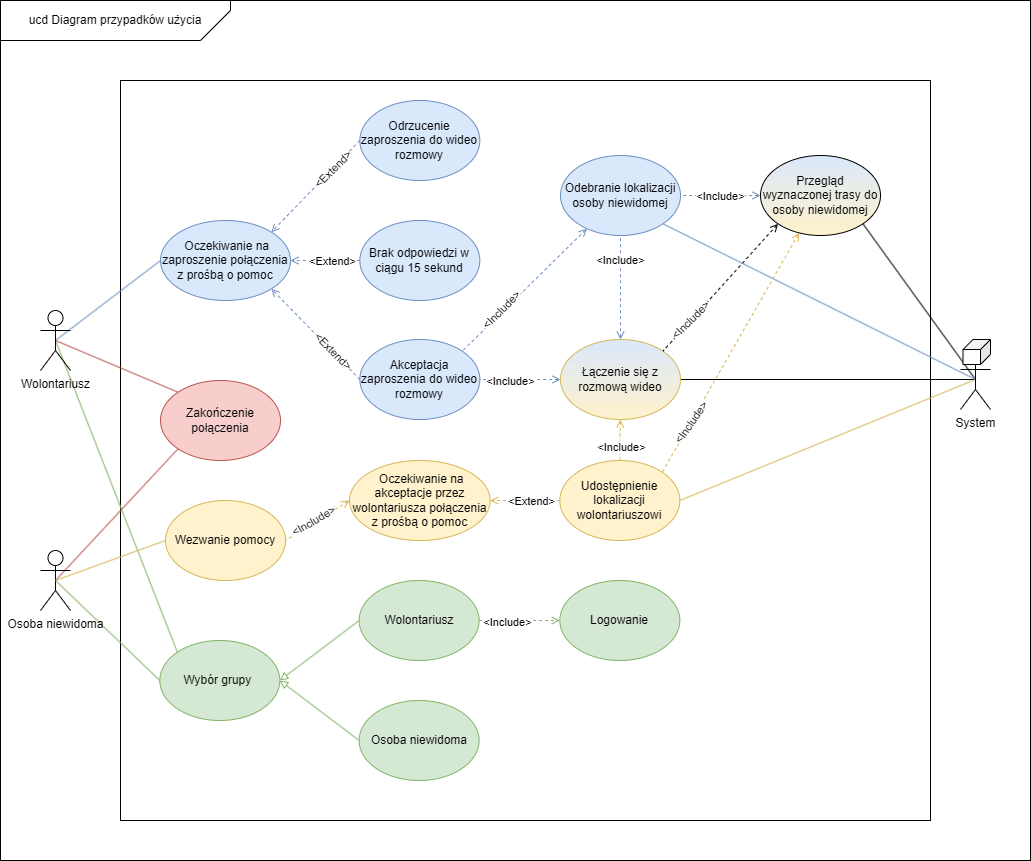 ucd Diagram przypadków użycia
Odrzucenie
zaproszenia do wideo
rozmowy
<Extend>
Oczekiwanie na
zaproszenie połączenia
z prośbą o pomoc
<Extend>
Brak odpowiedzi w
ciągu 15 sekund
<Extend>
Akceptacja
zaproszenia do wideo
rozmowy
<Include>
<Include>
Odebranie lokalizacji
osoby niewidomej
<Include>
Przegląd
wyznaczonej trasy do
osoby niewidomej
<Include>
<Include>
Łączenie się z
rozmową wideo
<Include>
<Include>
Wolontariusz
System
Zakończenie
połączenia
Oczekiwanie na
akceptacje przez
wolontariusza połączenia
z prośbą o pomoc
<Extend>
Udostępnienie
lokalizacji
wolontariuszowi
Wezwanie pomocy
<Include>
Osoba niewidoma
Wolontariusz
<Include>
Logowanie
Wybór grupy
Osoba niewidoma